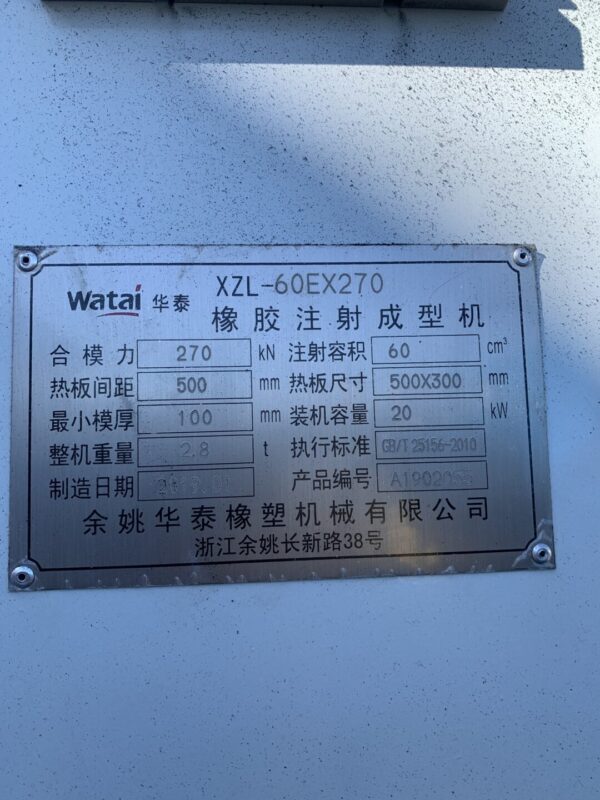 XZL-60EX270
Watai 华泰
橡胶注射成型机
合模力 270 kN 注射容积 60 cm³
热板间距 500 mm 热板尺寸 500X300 mm
最小模厚 100 mm 装机容量 20 kW
整机重量 2.8 t 执行标准 GB/T 25156-2010
制造日期 产品编号
余姚华泰橡塑机械有限公司
浙江余姚长新路38号